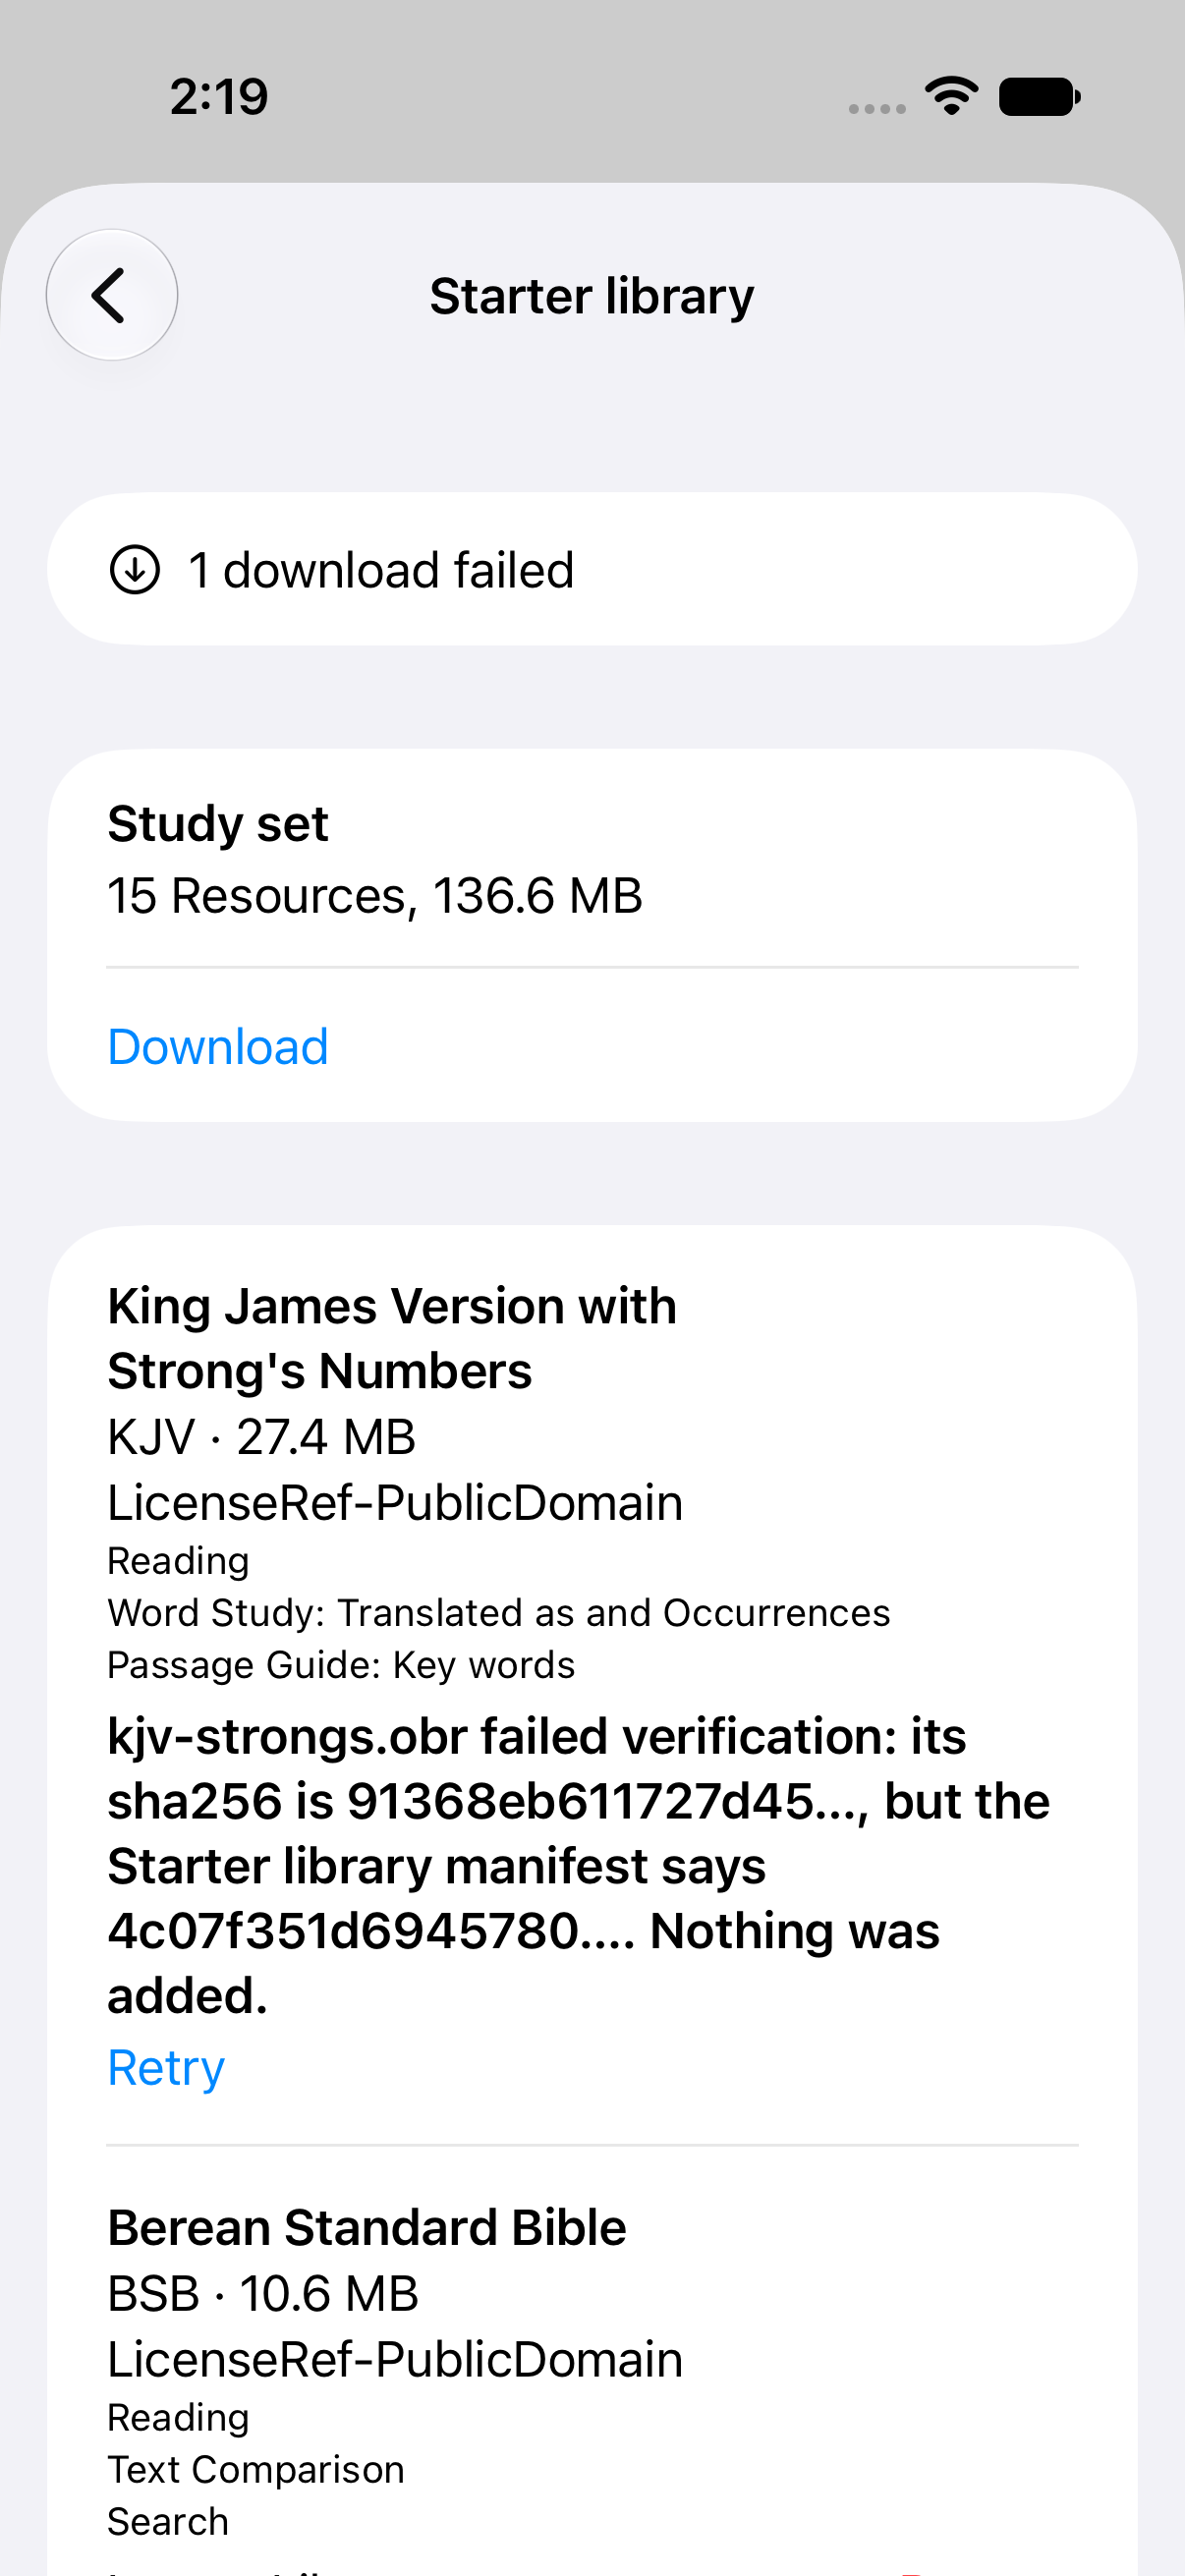 2:19
Starter library
1 download failed
Study set
15 Resources, 136.6 MB
Download
King James Version with
Strong's Numbers
KJV · 27.4 MB
LicenseRef-PublicDomain
Reading
Word Study: Translated as and Occurrences
Passage Guide: Key words
kjv-strongs.obr failed verification: its
sha256 is 91368eb611727d45…, but the
Starter library manifest says
4c07f351d6945780…. Nothing was
added.
Retry
Berean Standard Bible
BSB · 10.6 MB
LicenseRef-PublicDomain
Reading
Text Comparison
Search